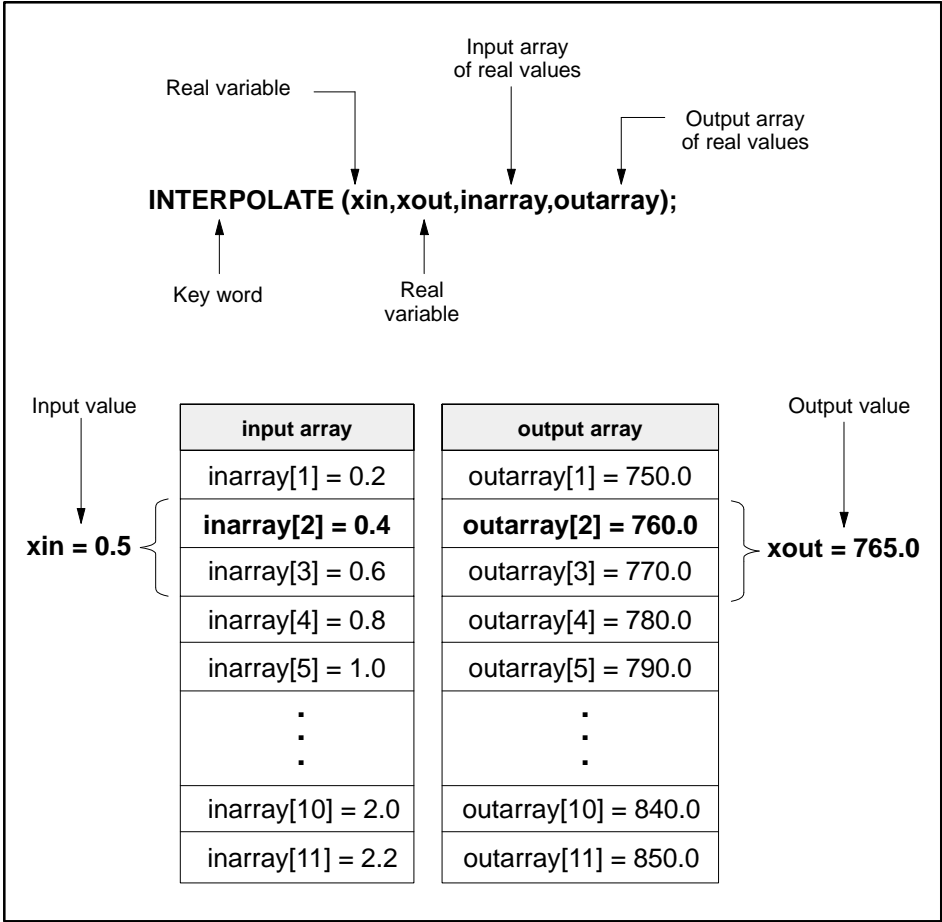 Input array
of real values
Real variable
Output array
of real values
INTERPOLATE (xin,xout,inarray,outarray);
Key word
Real
variable
Input value
Output value
input array
output array
inarray[1] = 0.2
outarray[1] = 750.0
inarray[2] = 0.4
outarray[2] = 760.0
xin = 0.5
xout = 765.0
inarray[3] = 0.6
outarray[3] = 770.0
inarray[4] = 0.8
outarray[4] = 780.0
inarray[5] = 1.0
outarray[5] = 790.0
. .
. .
. .
inarray[10] = 2.0
outarray[10] = 840.0
inarray[11] = 2.2
outarray[11] = 850.0